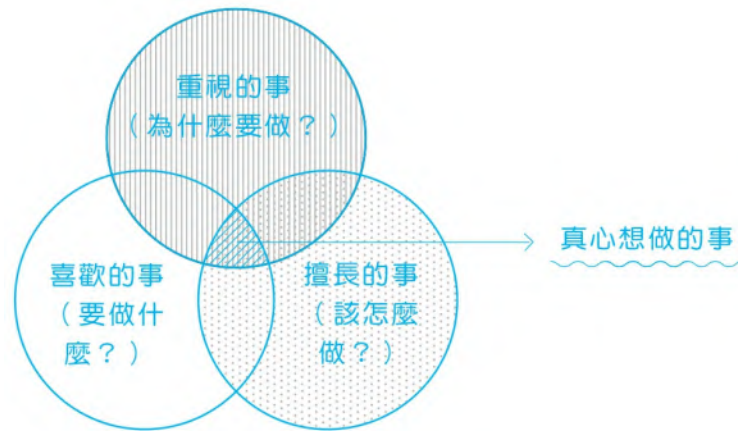 重視的事
（為什麼要做？）
真心想做的事
喜歡的事
（要做什
麼？）
擅長的事
（該怎麼
做？）